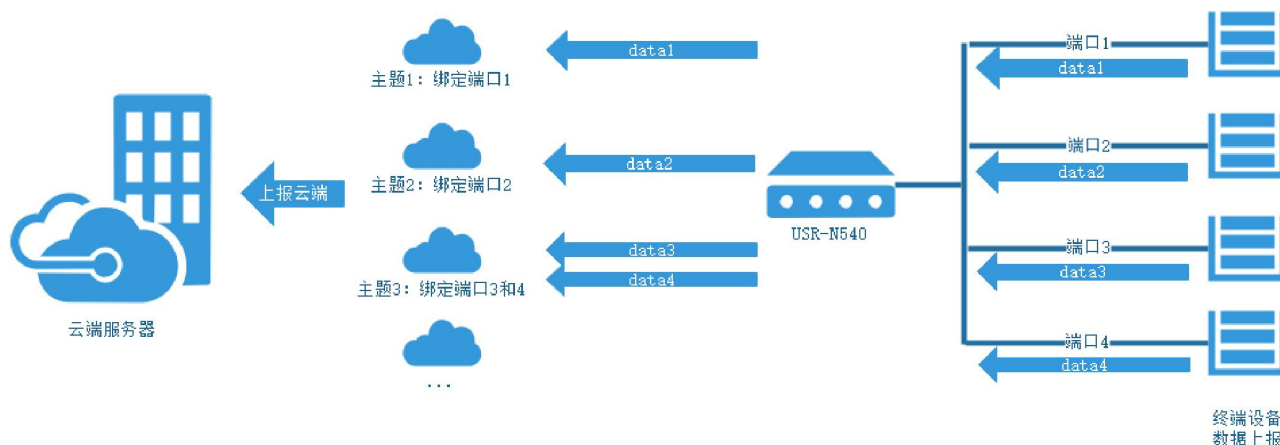 data1
主题1: 绑定端口1
data2
主题2: 绑定端口2
上报云端
data3
data4
主题3: 绑定端口3和4
...
云端服务器
USR-N540
端口1
data1
端口2
data2
端口3
data3
端口4
data4
终端设备
数据上报